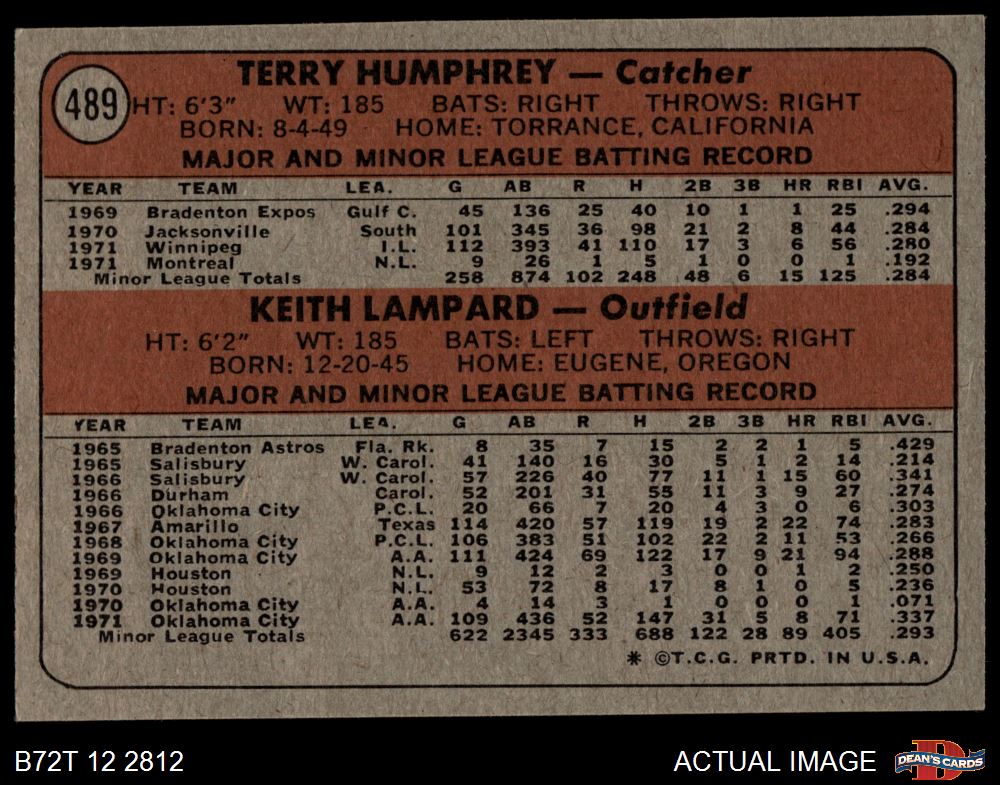 489
TERRY HUMPHREY — Catcher
HT: 6'3" WT: 185 BATS: RIGHT THROWS: RIGHT
BORN: 8-4-49 HOME: TORRANCE, CALIFORNIA
MAJOR AND MINOR LEAGUE BATTING RECORD
YEAR TEAM LEA. G AB R H 2B 3B HR RBI AVG.
1969 Bradenton Expos Gulf C. 45 136 25 40 10 1 1 25 .294
1970 Jacksonville South 101 345 36 98 21 2 8 44 .284
1971 Winnipeg I.L. 112 393 41 110 17 3 6 56 .280
1971 Montreal N.L. 9 26 1 5 1 0 0 1 .192
Minor League Totals 258 874 102 248 48 6 15 125 .284
KEITH LAMPARD — Outfield
HT: 6'2" WT: 185 BATS: LEFT THROWS: RIGHT
BORN: 12-20-45 HOME: EUGENE, OREGON
MAJOR AND MINOR LEAGUE BATTING RECORD
YEAR TEAM LEA. G AB R H 2B 3B HR RBI AVG.
1965 Bradenton Astros Fla. Rk. 8 35 7 15 2 2 1 5 .429
1965 Salisbury W. Carol. 41 140 16 30 5 1 2 14 .214
1966 Salisbury W. Carol. 57 226 40 77 11 1 15 60 .341
1966 Durham Carol. 52 201 31 55 11 3 9 27 .274
1966 Oklahoma City P.C.L. 20 66 7 20 4 3 0 6 .303
1967 Amarillo Texas 114 420 57 119 19 2 22 74 .283
1968 Oklahoma City P.C.L. 106 383 51 102 22 2 11 53 .266
1969 Oklahoma City A.A. 111 424 69 122 17 9 21 94 .288
1969 Houston N.L. 9 12 2 3 0 0 1 2 .250
1970 Houston N.L. 53 72 8 17 8 1 0 5 .236
1970 Oklahoma City A.A. 4 14 3 1 0 0 0 1 .071
1971 Oklahoma City A.A. 109 436 52 147 31 5 8 71 .337
Minor League Totals 622 2345 333 688 122 28 89 405 .293
* ©T.C.G. PRTD. IN U.S.A.
B72T 12 2812 ACTUAL IMAGE
D
DEAN'S CARDS